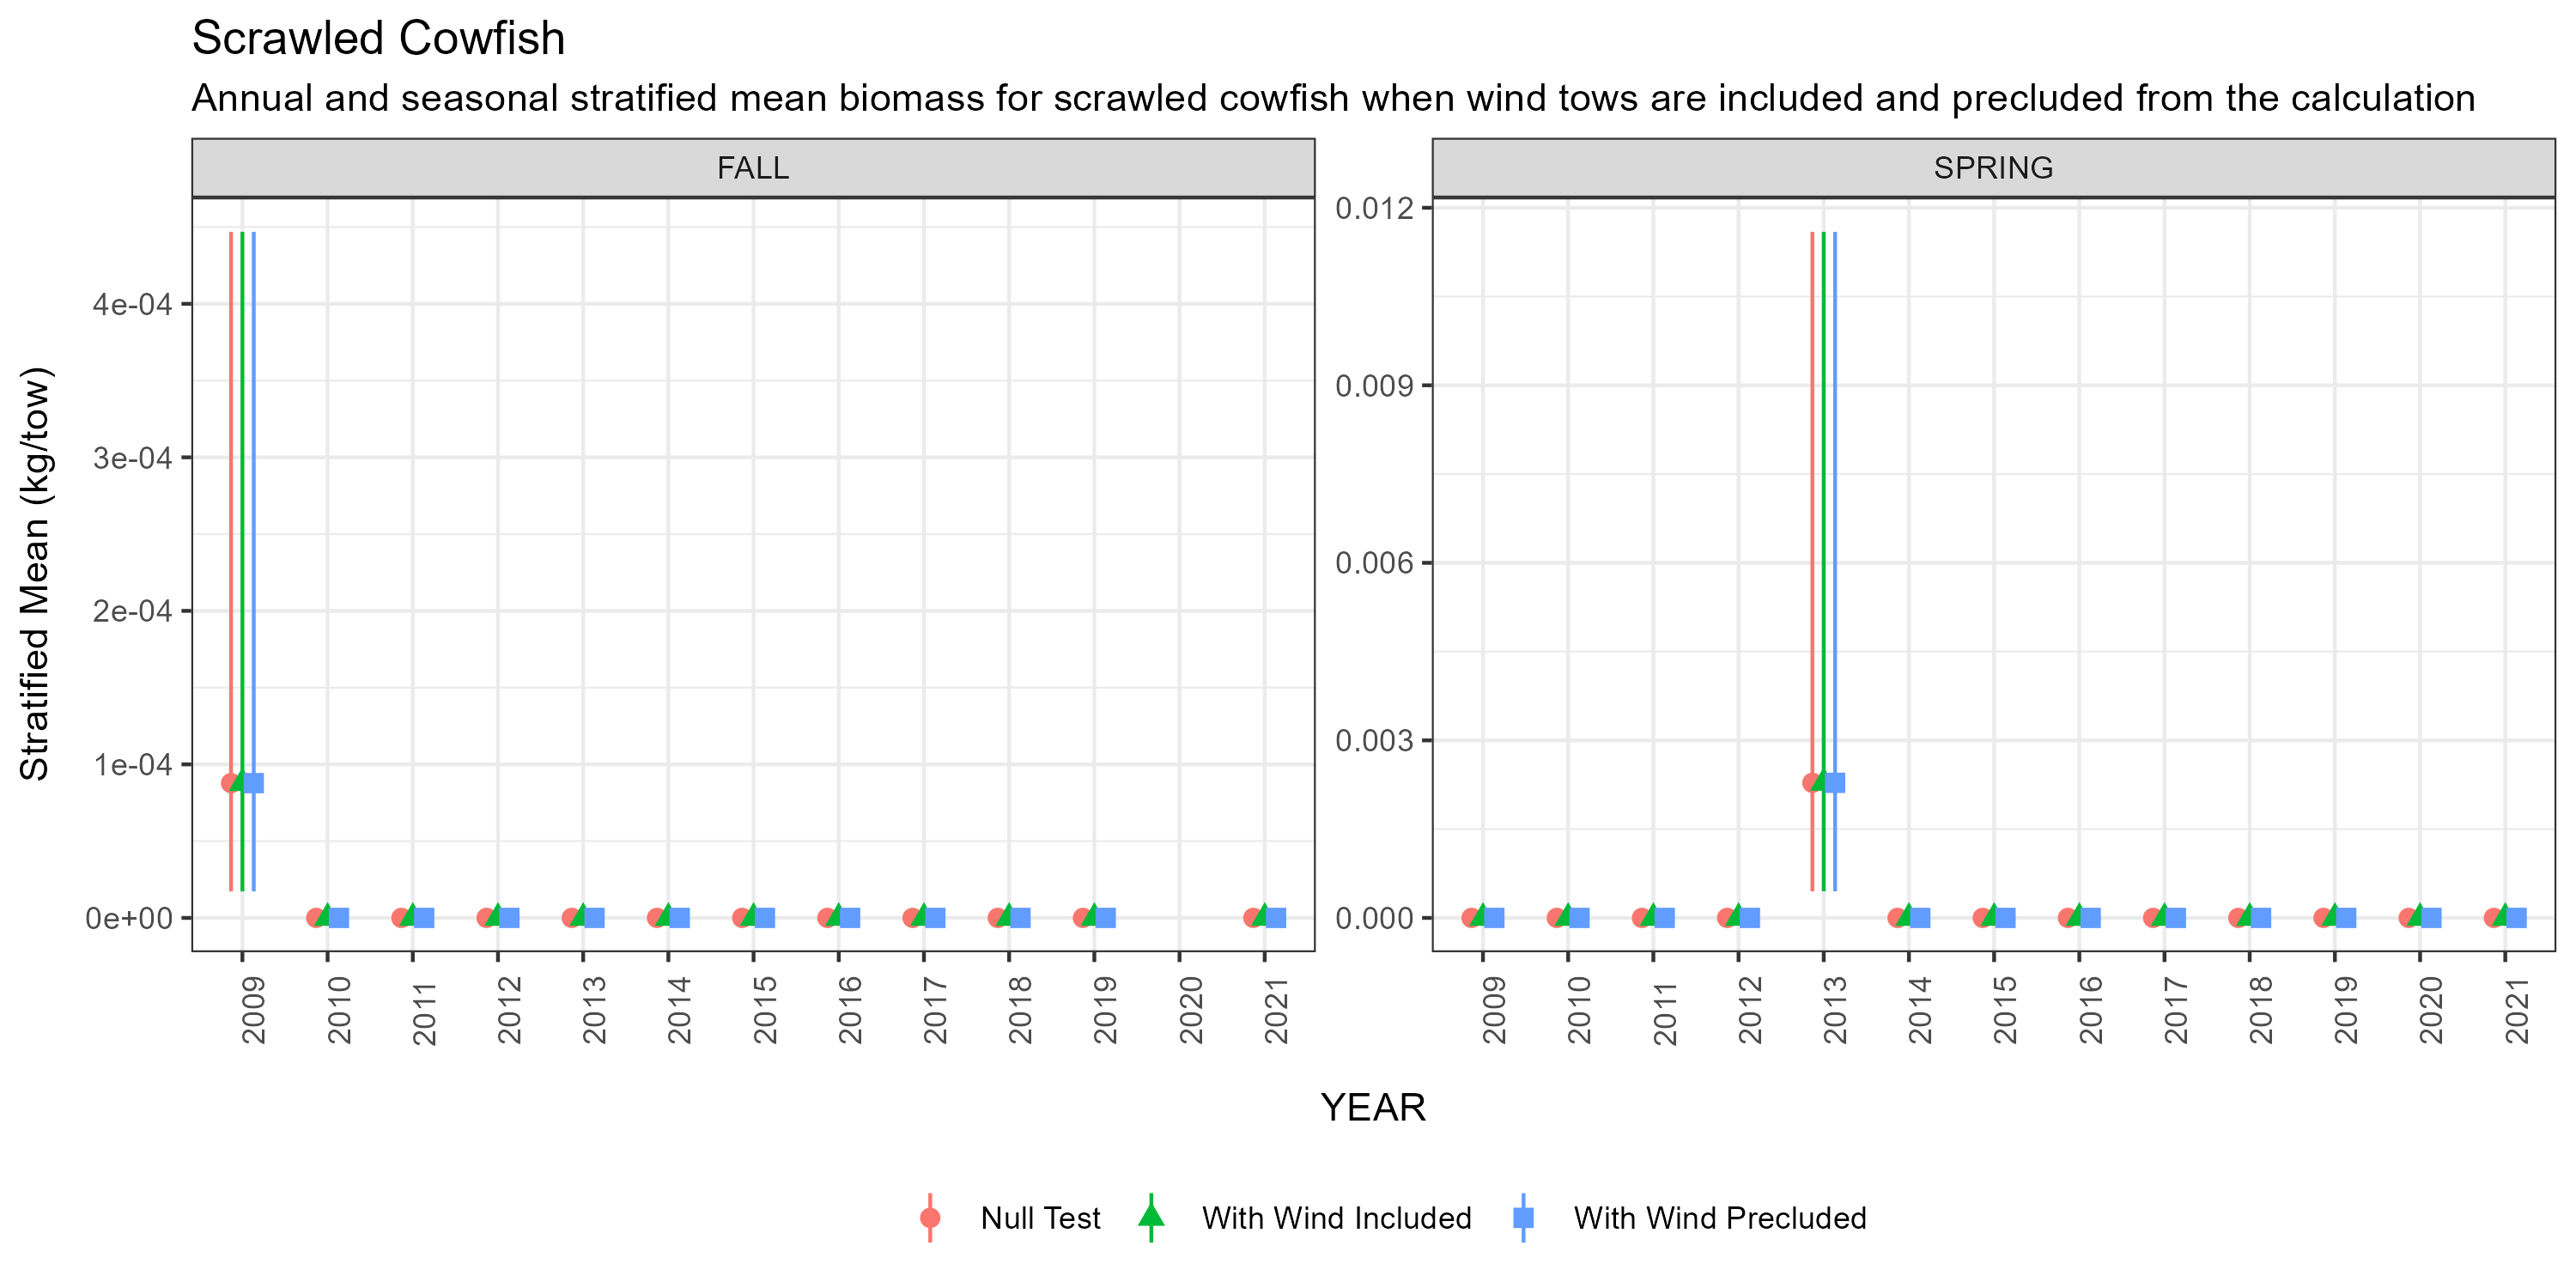 Scrawled Cowfish
Annual and seasonal stratified mean biomass for scrawled cowfish when wind tows are included and precluded from the calculation
FALL
SPRING
Stratified Mean (kg/tow)
4e-04
3e-04
2e-04
1e-04
0e+00
0.012
0.009
0.006
0.003
0.000
2009 2010 2011 2012 2013 2014 2015 2016 2017 2018 2019 2020 2021
2009 2010 2011 2012 2013 2014 2015 2016 2017 2018 2019 2020 2021
YEAR
Null Test With Wind Included With Wind Precluded